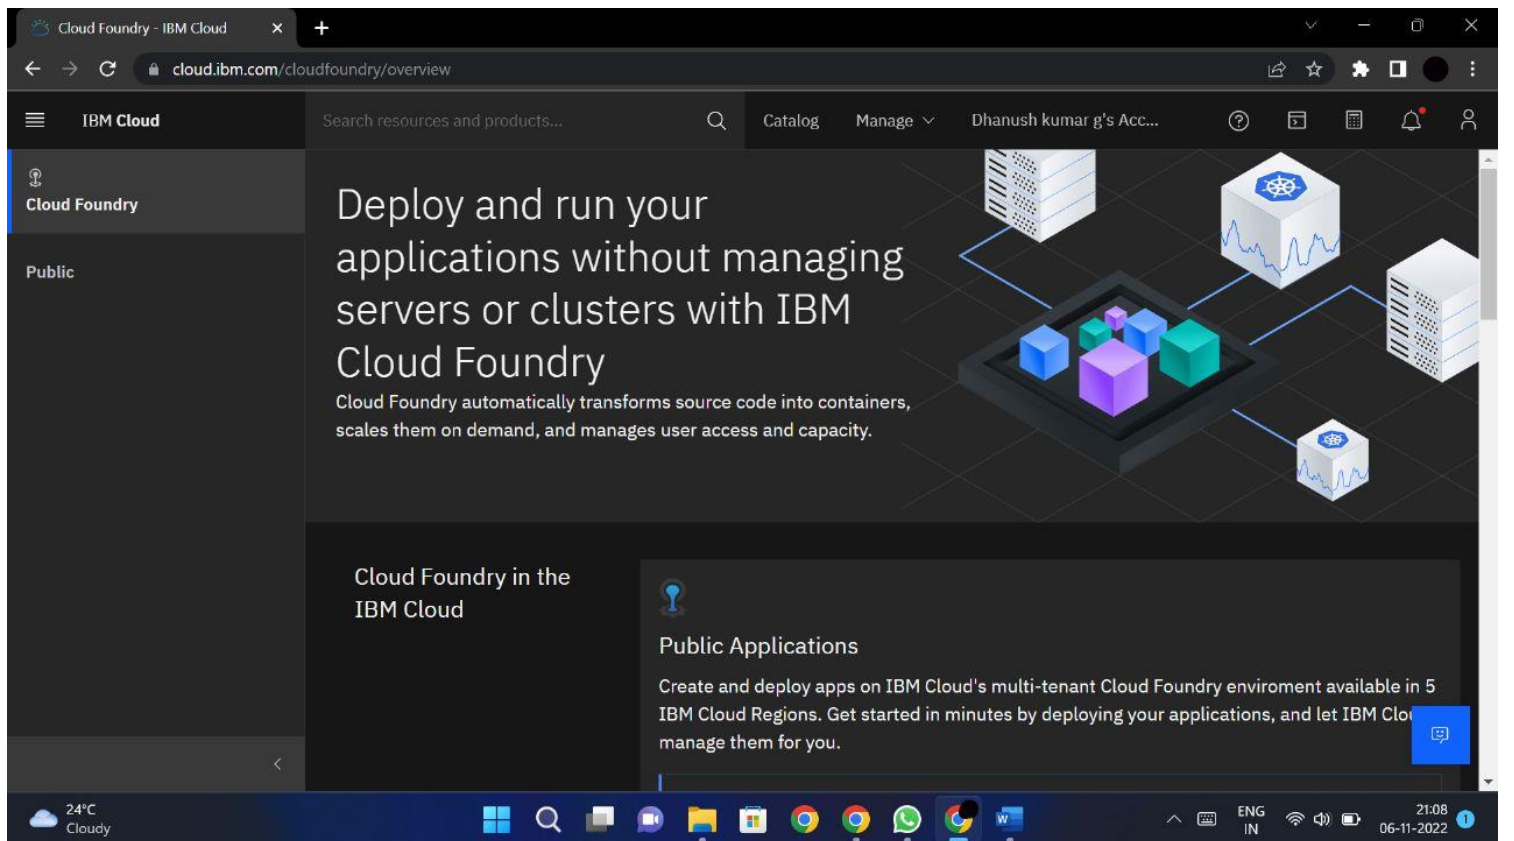 Cloud Foundry - IBM Cloud
cloud.ibm.com/cloudfoundry/overview
IBM Cloud
Search resources and products...
Catalog
Manage
Dhanush kumar g's Acc...
Cloud Foundry
Public
Deploy and run your
applications without managing
servers or clusters with IBM
Cloud Foundry
Cloud Foundry automatically transforms source code into containers,
scales them on demand, and manages user access and capacity.
Cloud Foundry in the
IBM Cloud
Public Applications
Create and deploy apps on IBM Cloud's multi-tenant Cloud Foundry enviroment available in 5
IBM Cloud Regions. Get started in minutes by deploying your applications, and let IBM Clou
manage them for you.
24°C
Cloudy
ENG
IN
21:08
06-11-2022
1